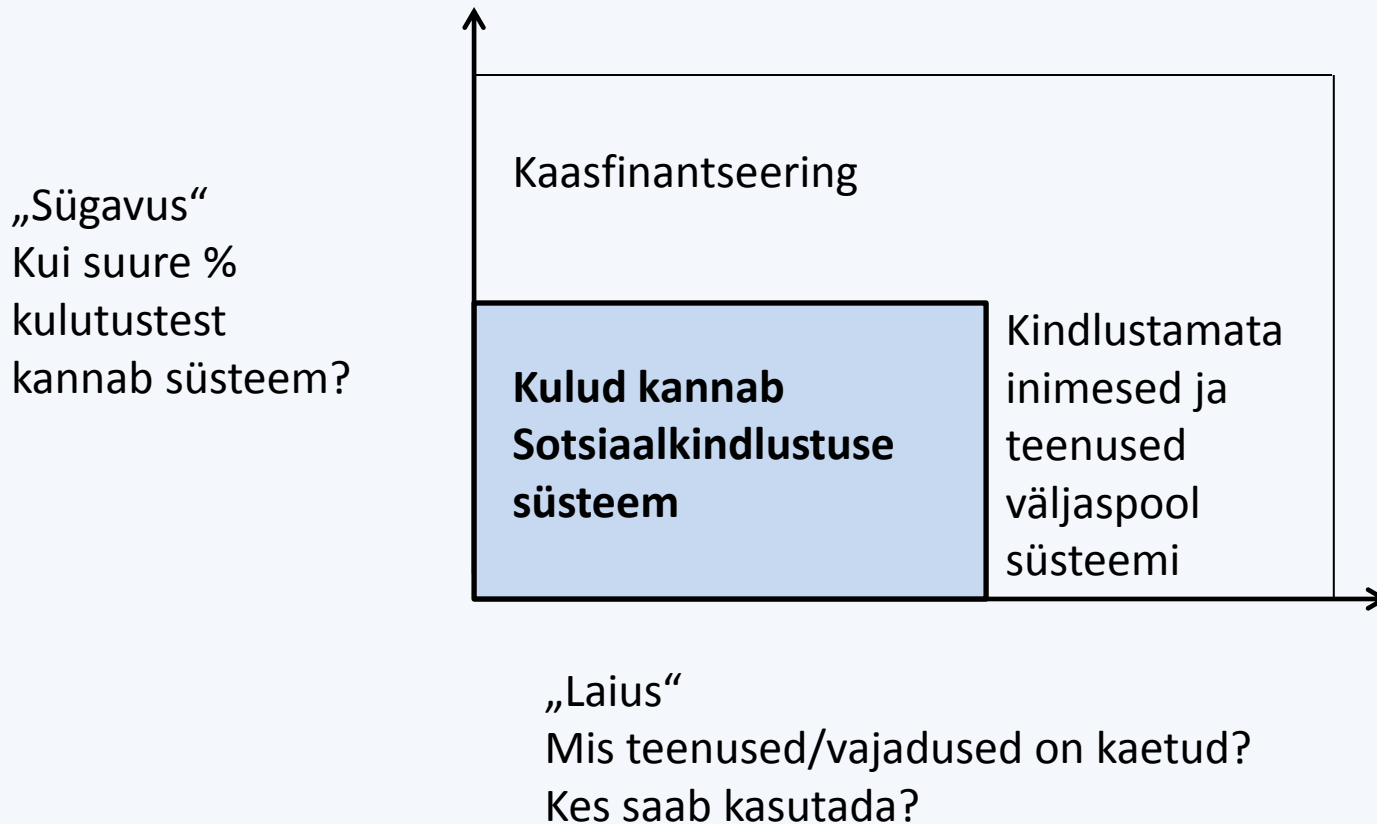 „Sügavus“
Kui suure %
kulutustest
kannab süsteem?
Kaasfinantseering
Kulud kannab
Sotsiaalkindlustuse
süsteem
Kindlustamata
inimesed ja
teenused
väljaspool
süsteemi
„Laius“
Mis teenused/vajadused on kaetud?
Kes saab kasutada?